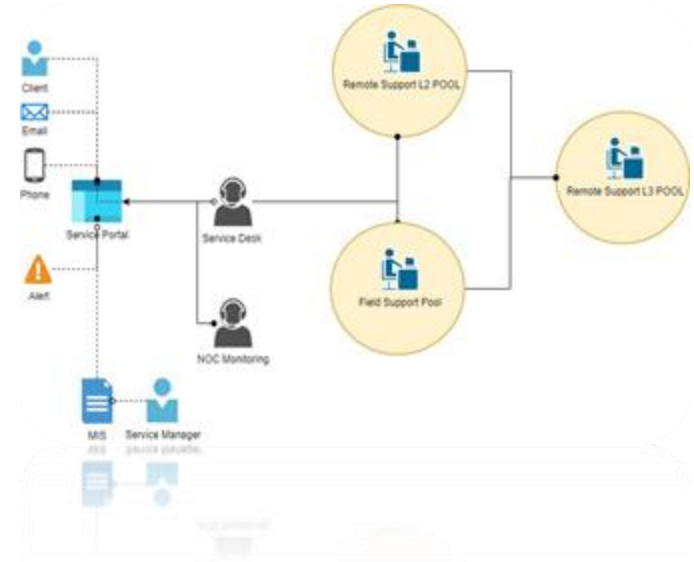 Client
Email
Phone
Service Portal
Alert
MIS
Service Manager
Service Desk
NOC Monitoring
Remote Support L2 POOL
Field Support Pool
Remote Support L3 POOL